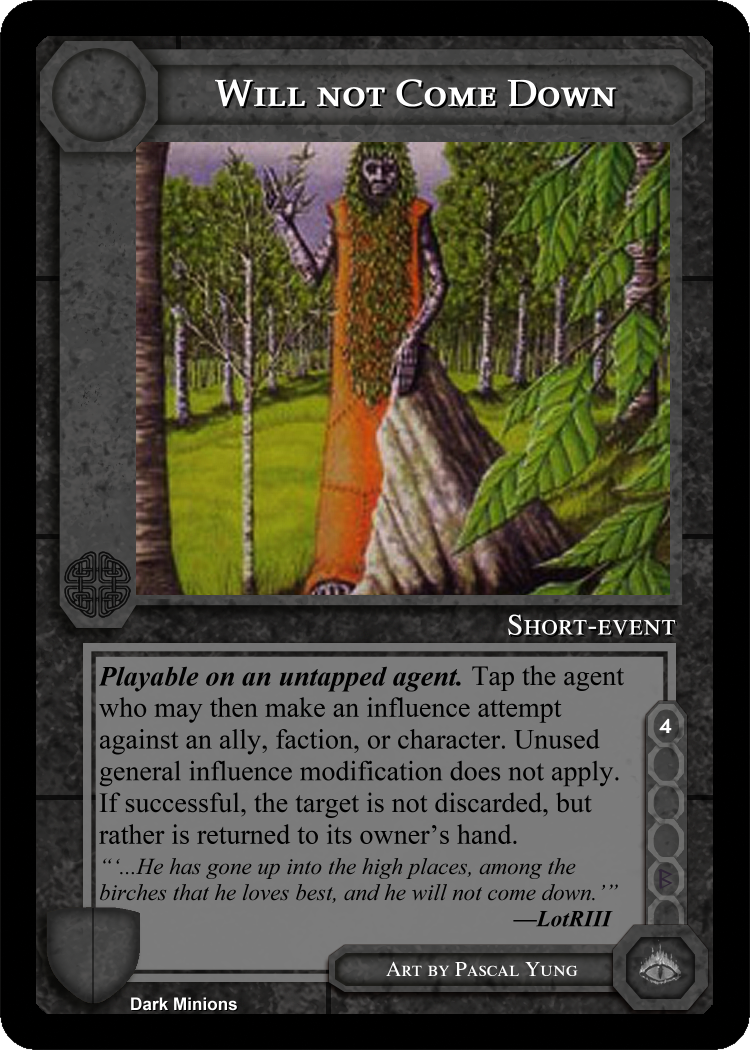 Will not Come Down
Short-event
Playable on an untapped agent. Tap the agent
who may then make an influence attempt
against an ally, faction, or character. Unused
general influence modification does not apply.
If successful, the target is not discarded, but
rather is returned to its owner's hand.
"'...He has gone up into the high places, among the
birches that he loves best, and he will not come down.'"
—LotRIII
4
B
Art by Pascal Yung
Dark Minions